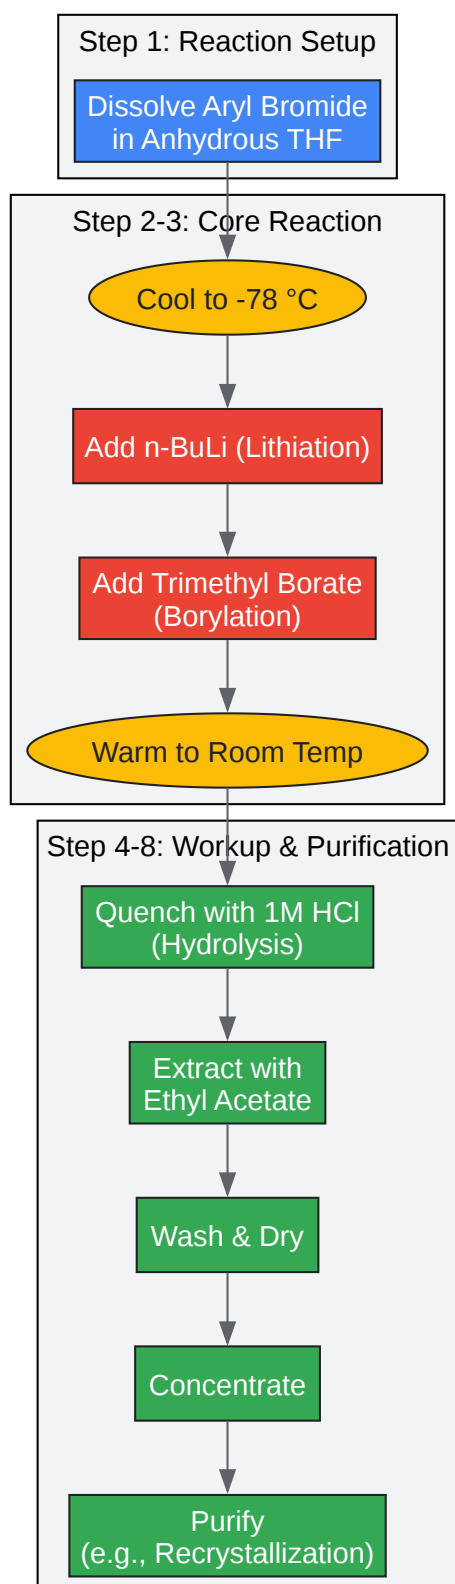 Step 1: Reaction Setup
Dissolve Aryl Bromide
in Anhydrous THF
Step 2-3: Core Reaction
Cool to -78 °C
Add n-BuLi (Lithiation)
Add Trimethyl Borate
(Borylation)
Warm to Room Temp
Step 4-8: Workup & Purification
Quench with 1M HCl
(Hydrolysis)
Extract with
Ethyl Acetate
Wash & Dry
Concentrate
Purify
(e.g., Recrystallization)